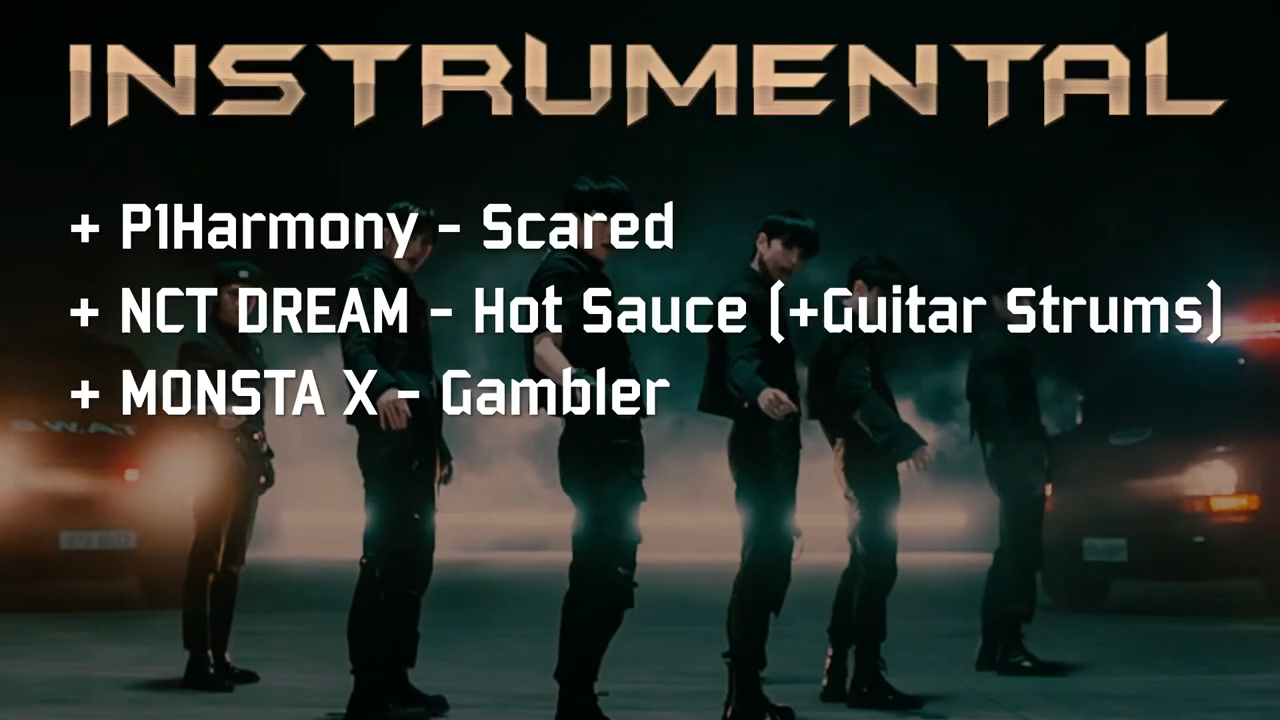 INSTRUMENTAL
+ P1Harmony - Scared
+ NCT DREAM - Hot Sauce (+Guitar Strums)
+ MONSTA X - Gambler